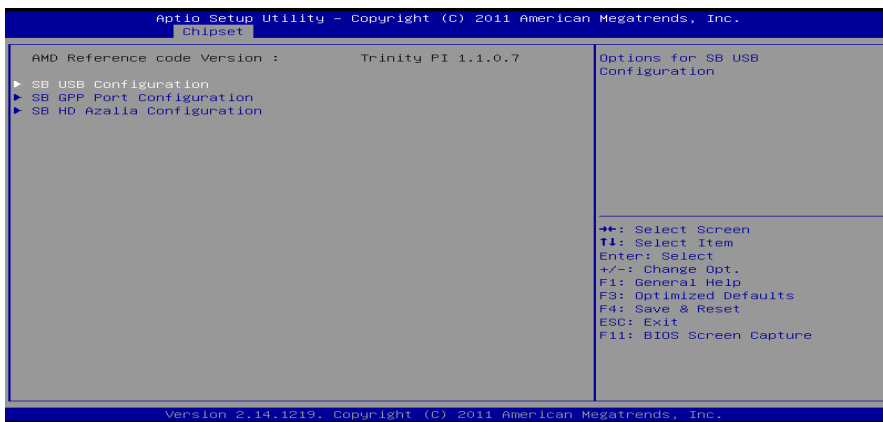 Aptio Setup Utility – Copyright (C) 2011 American Megatrends, Inc.
Chipset
AMD Reference code Version : Trinity PI 1.1.0.7
► SB USB Configuration
► SB GPP Port Configuration
► SB HD Azalia Configuration
Options for SB USB
Configuration
→←: Select Screen
↑↓: Select Item
Enter: Select
+/-: Change Opt.
F1: General Help
F3: Optimized Defaults
F4: Save & Reset
ESC: Exit
F11: BIOS Screen Capture
Version 2.14.1219. Copyright (C) 2011 American Megatrends, Inc.